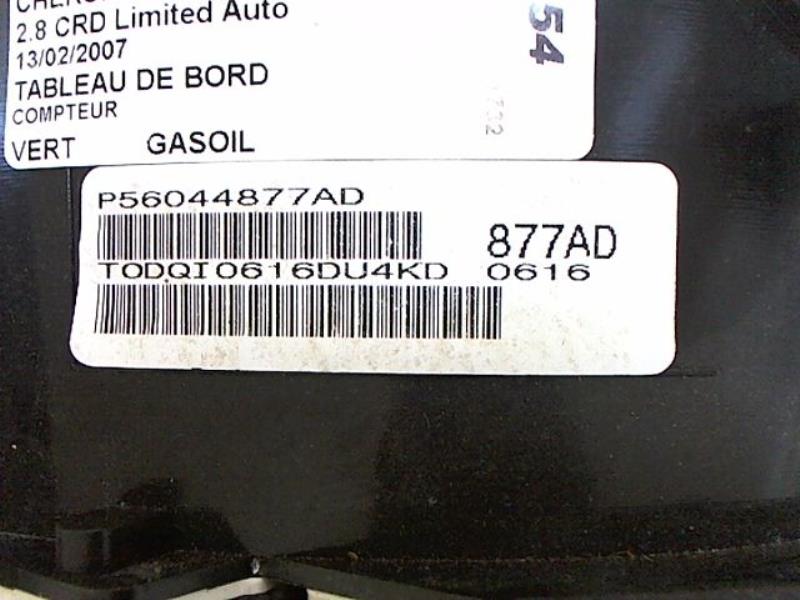 2.8 CRD Limited Auto
13/02/2007
TABLEAU DE BORD
COMPTEUR
VERT GASOIL
54
P56044877AD
877AD
T0DQI0616DU4KD 0616